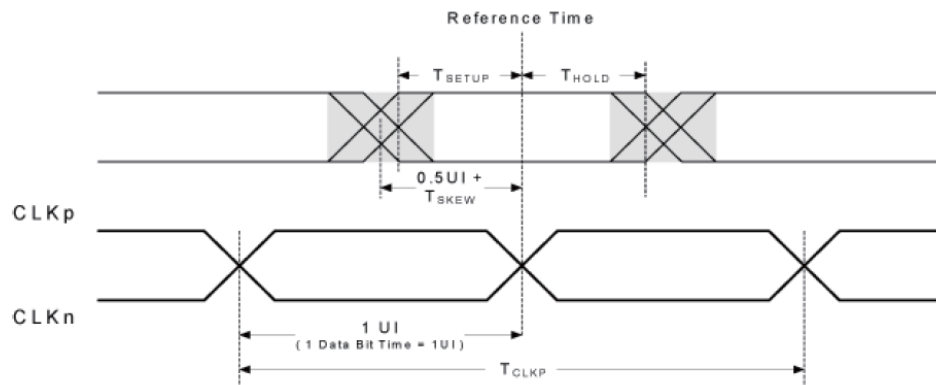 Reference Time
TSETUP THOLD
0.5UI +
TSKEW
CLKp
CLKn
1 UI
( 1 Data Bit Time = 1UI )
TCLKP